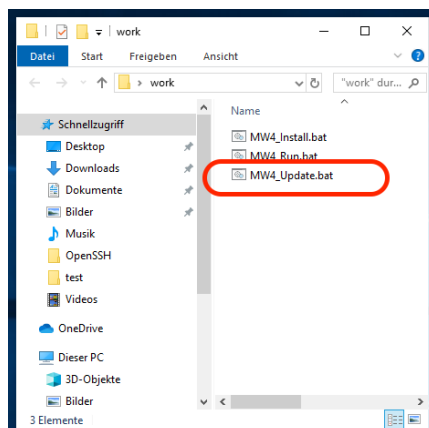 work
Datei Start Freigeben Ansicht
work "work" dur...
Name
Schnellzugriff
Desktop
Downloads
Dokumente
Bilder
Musik
OpenSSH
test
Videos
OneDrive
Dieser PC
3D-Objekte
Bilder
MW4_Install.bat
MW4_Run.bat
MW4_Update.bat
3 Elemente